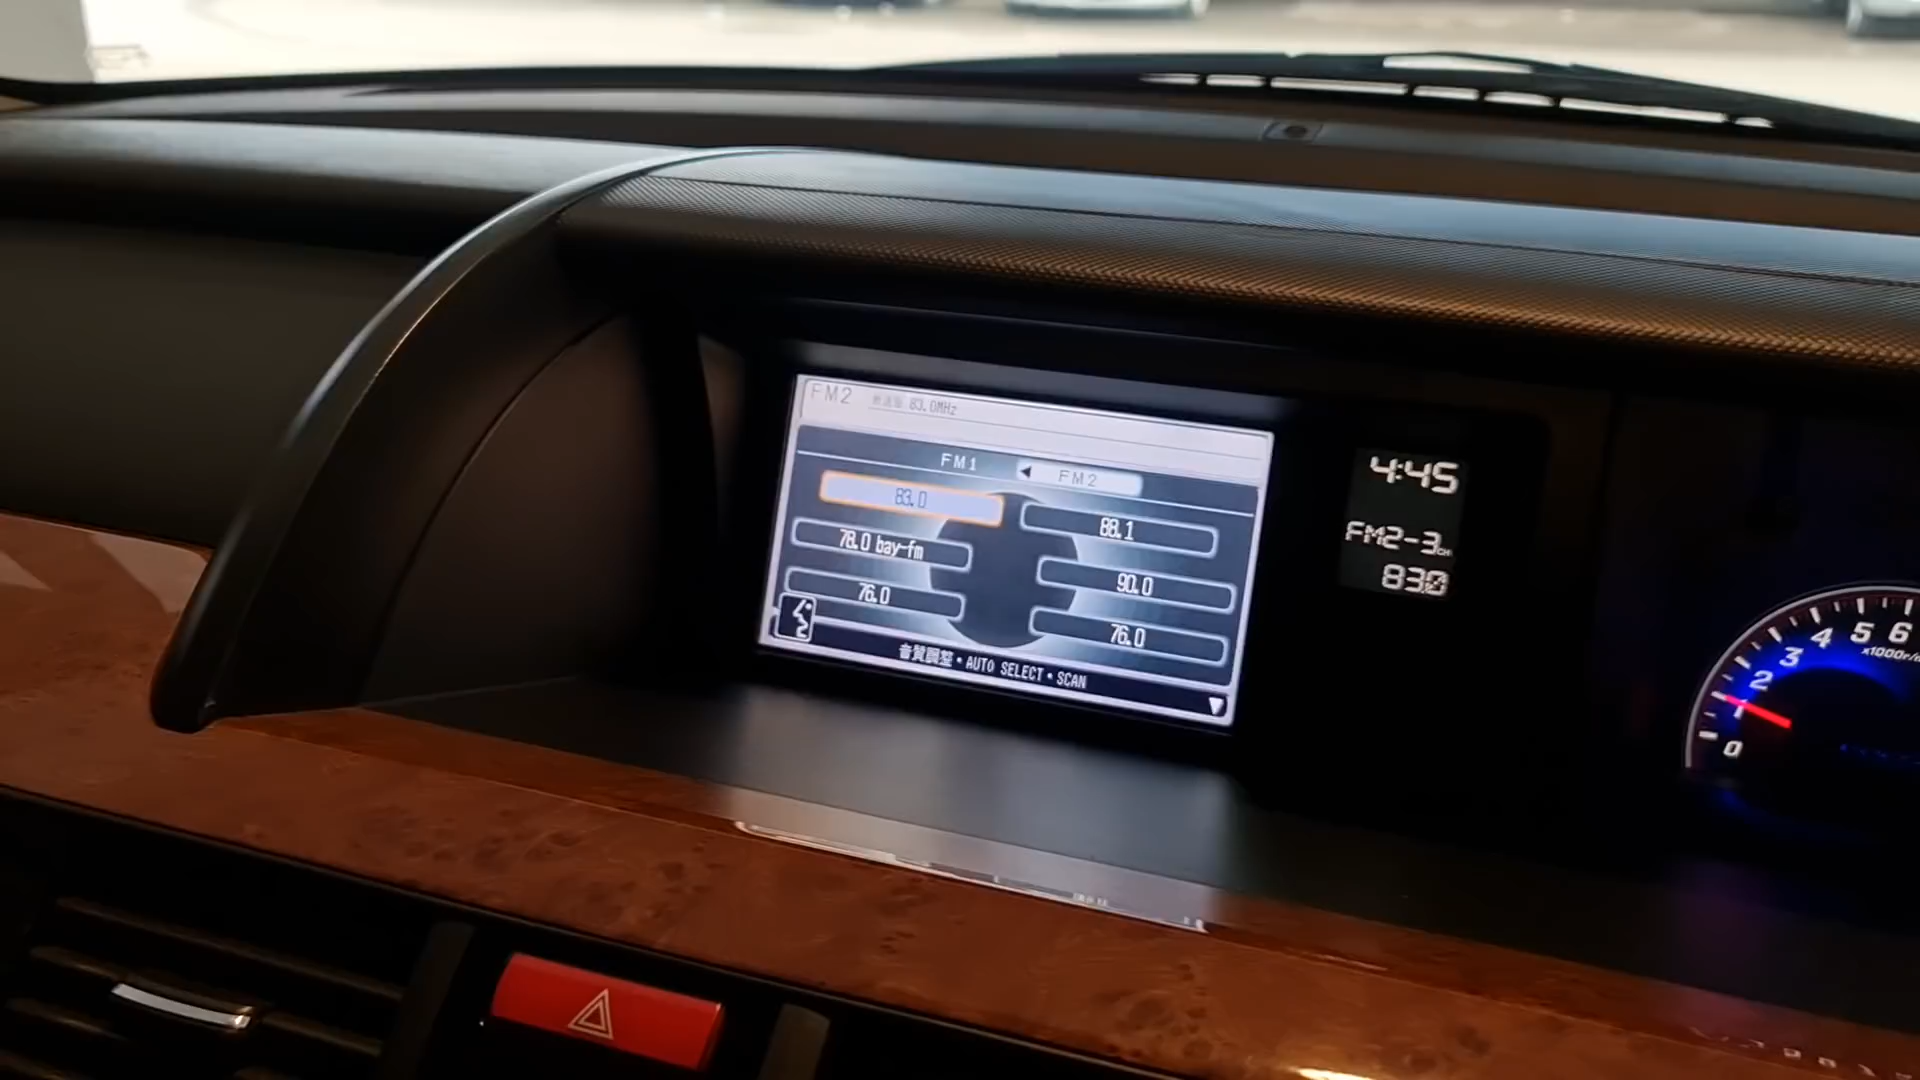 FM2 83.0MHz
FM1 ◀ FM2
83.0
88.1
78.0 bay-fm
90.0
76.0
76.0
音質調整・AUTO SELECT・SCAN
4:45
FM2-3CH
83.0
0 1 2 3 4 5 6
x1000r/